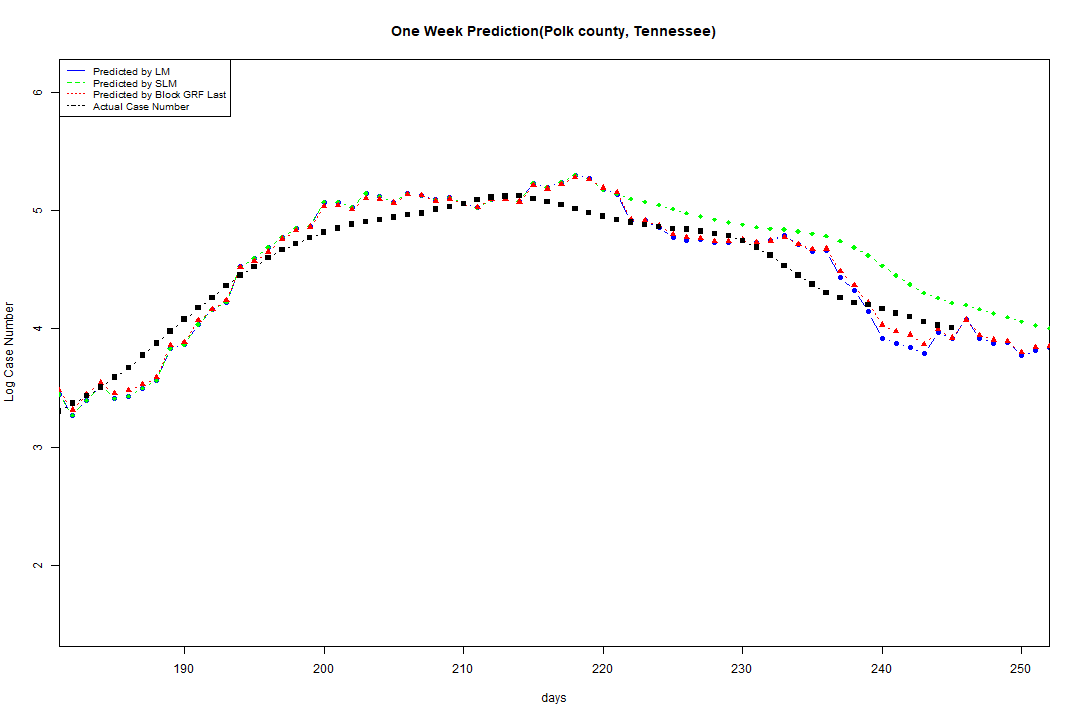 One Week Prediction(Polk county, Tennessee)
Predicted by LM
Predicted by SLM
Predicted by Block GRF Last
Actual Case Number
6
5
4
3
2
Log Case Number
190 200 210 220 230 240 250
days